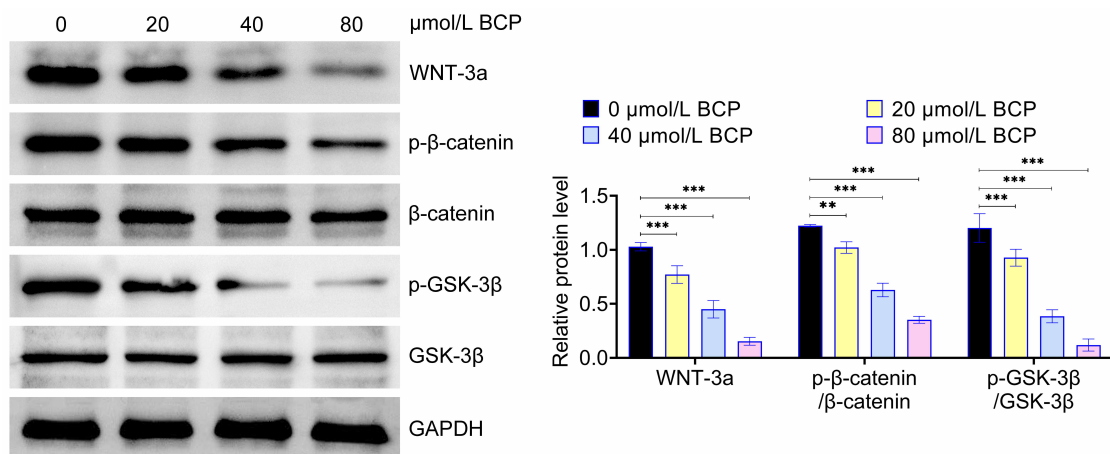 0 20 40 80 µmol/L BCP
WNT-3a
p-β-catenin
β-catenin
p-GSK-3β
GSK-3β
GAPDH
0 µmol/L BCP 20 µmol/L BCP
40 µmol/L BCP 80 µmol/L BCP
Relative protein level
1.5
1.0
0.5
0.0
*** *** ***
** *** ***
*** *** ***
WNT-3a p-β-catenin p-GSK-3β
/β-catenin /GSK-3β